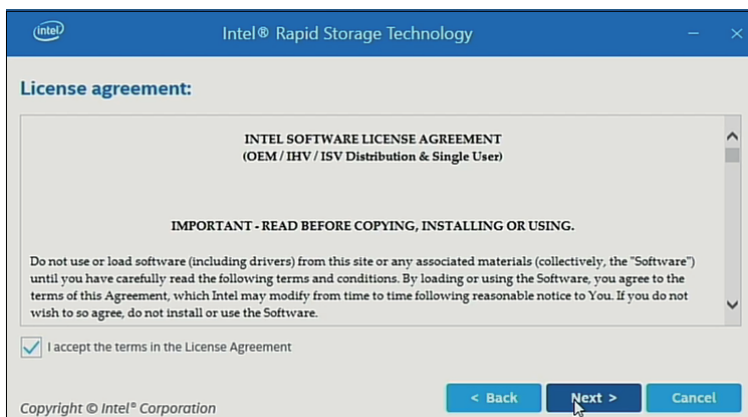 intel
Intel® Rapid Storage Technology
License agreement:
INTEL SOFTWARE LICENSE AGREEMENT
(OEM / IHV / ISV Distribution & Single User)
IMPORTANT - READ BEFORE COPYING, INSTALLING OR USING.
Do not use or load software (including drivers) from this site or any associated materials (collectively, the "Software")
until you have carefully read the following terms and conditions. By loading or using the Software, you agree to the
terms of this Agreement, which Intel may modify from time to time following reasonable notice to You. If you do not
wish to so agree, do not install or use the Software.
I accept the terms in the License Agreement
< Back
Next >
Cancel
Copyright © Intel® Corporation